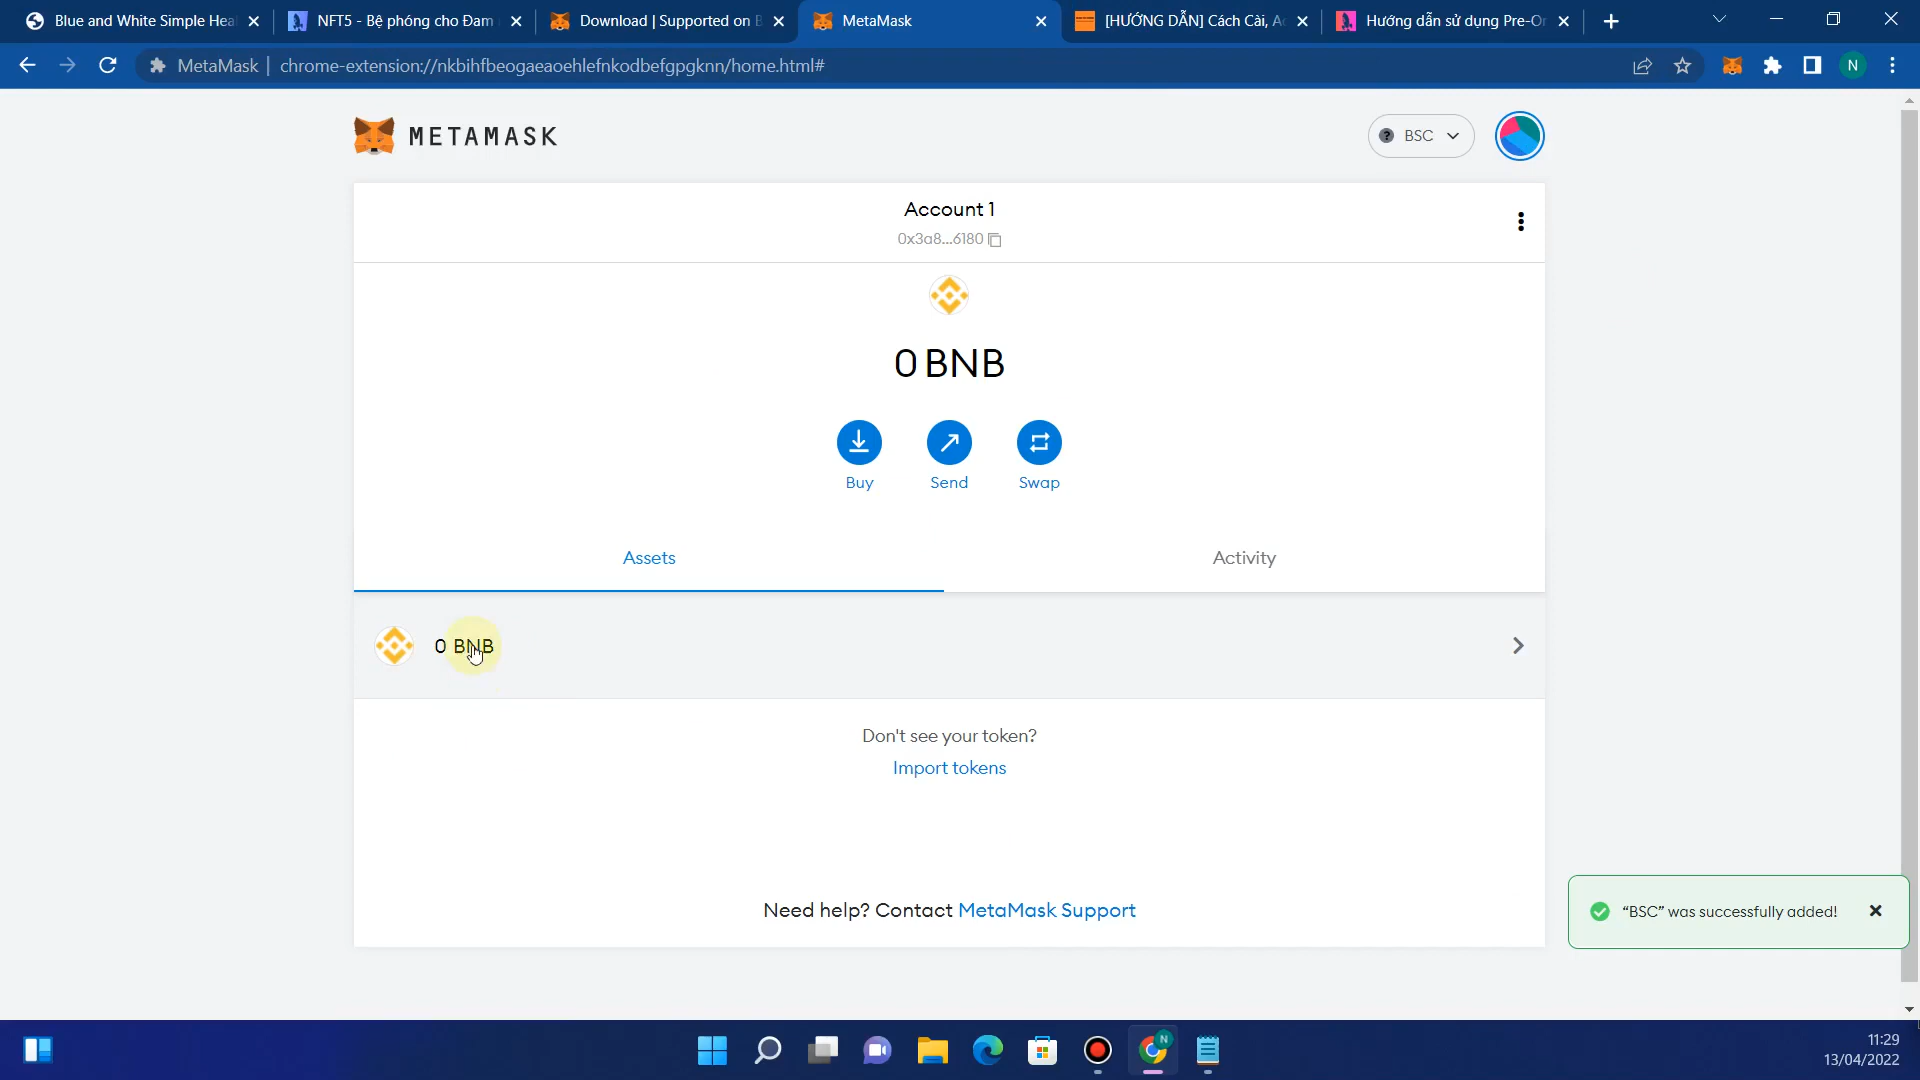 Blue and White Simple Hea
NFT5 - Bệ phóng cho Đam
Download | Supported on B
MetaMask
[HƯỚNG DẪN] Cách Cài, A
Hướng dẫn sử dụng Pre-Or
MetaMask | chrome-extension://nkbihfbeogaeaoehlefnkodbefgpgknn/home.html#
N
METAMASK
BSC
Account 1
0x3a8...6180
0 BNB
Buy
Send
Swap
Assets
Activity
0 BNB
Don't see your token?
Import tokens
Need help? Contact MetaMask Support
“BSC” was successfully added!
N
11:29
13/04/2022